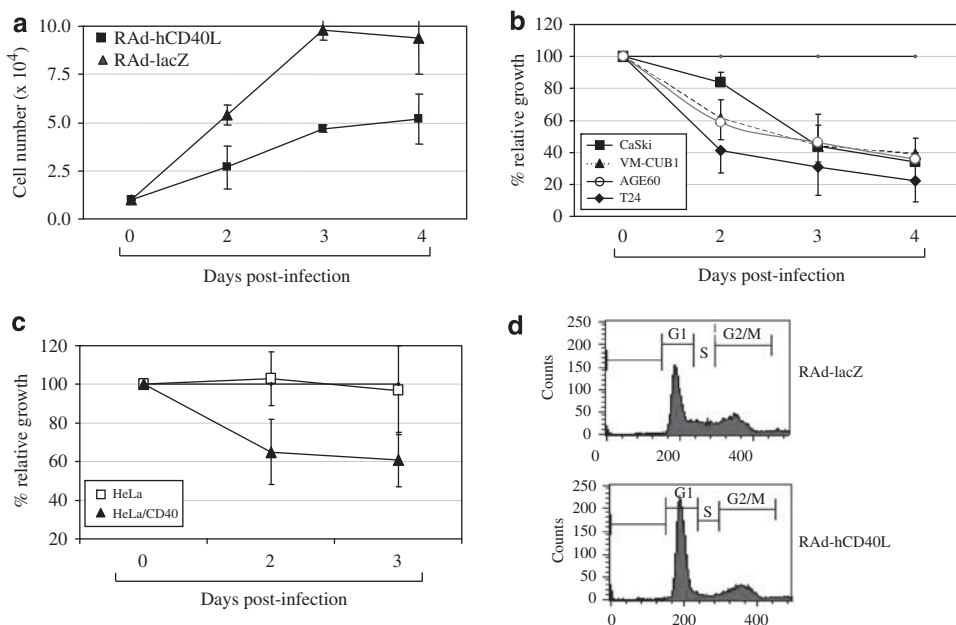 a
Cell number (x 10⁴)
10.0
7.5
5.0
2.5
0.0
RAd-hCD40L
RAd-lacZ
0 2 3 4
Days post-infection
b
% relative growth
100
80
60
40
20
0
CaSki
VM-CUB1
AGE60
T24
0 2 3 4
Days post-infection
c
% relative growth
120
100
80
60
40
20
HeLa
HeLa/CD40
0 2 3
Days post-infection
d
Counts
250
200
150
100
50
0
G1 S G2/M
0 200 400
RAd-lacZ
Counts
250
200
150
100
50
0
G1 S G2/M
0 200 400
RAd-hCD40L